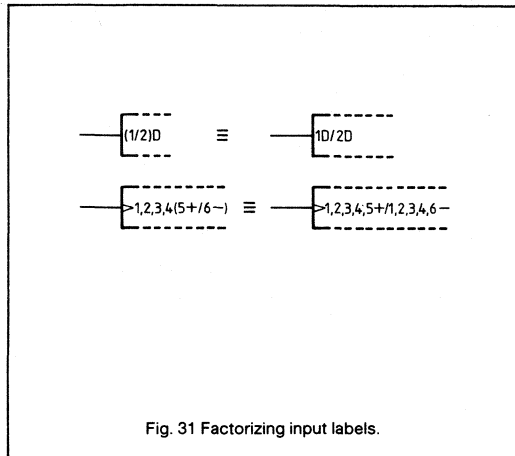 (1/2)D ≡ 1D/2D
1,2,3,4(5+/6−) ≡ 1,2,3,4,5+/1,2,3,4,6−
Fig. 31 Factorizing input labels.